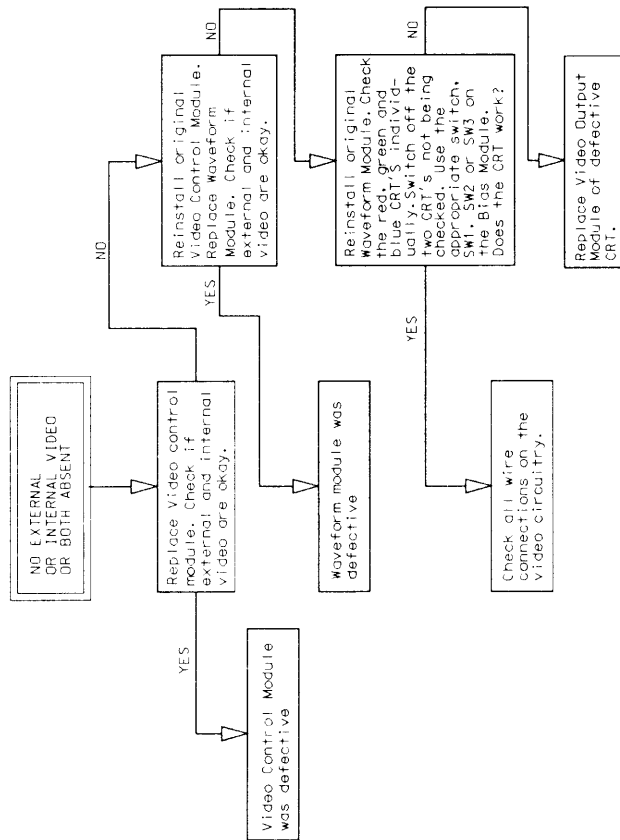 NO EXTERNAL
OR INTERNAL VIDEO
OR BOTH ABSENT
Replace Video control
module. Check if
external and internal
video are okay.
YES
NO
Video Control Module
was defective
Reinstall original
Video Control Module.
Replace Waveform
Module. Check if
external and internal
video are okay.
YES
NO
Waveform module was
defective
Reinstall original
Waveform Module. Check
the red, green and
blue CRT'S individ-
ually. Switch off the
two CRT's not being
checked. Use the
appropriate switch,
SW1, SW2 or SW3 on
the Bias Module.
Does the CRT work?
YES
NO
Check all wire
connections on the
video circuitry.
Replace Video Output
Module of defective
CRT.